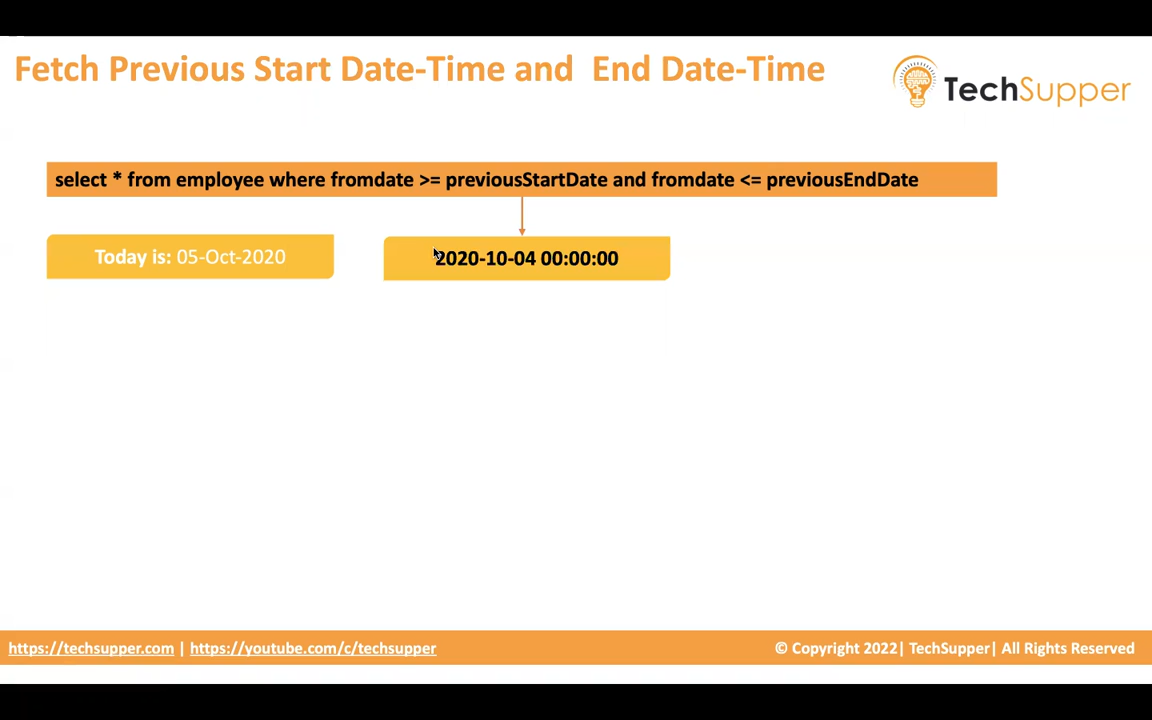 Fetch Previous Start Date-Time and End Date-Time
TechSupper
select * from employee where fromdate >= previousStartDate and fromdate <= previousEndDate
Today is: 05-Oct-2020
2020-10-04 00:00:00
https://techsupper.com | https://youtube.com/c/techsupper
© Copyright 2022| TechSupper| All Rights Reserved